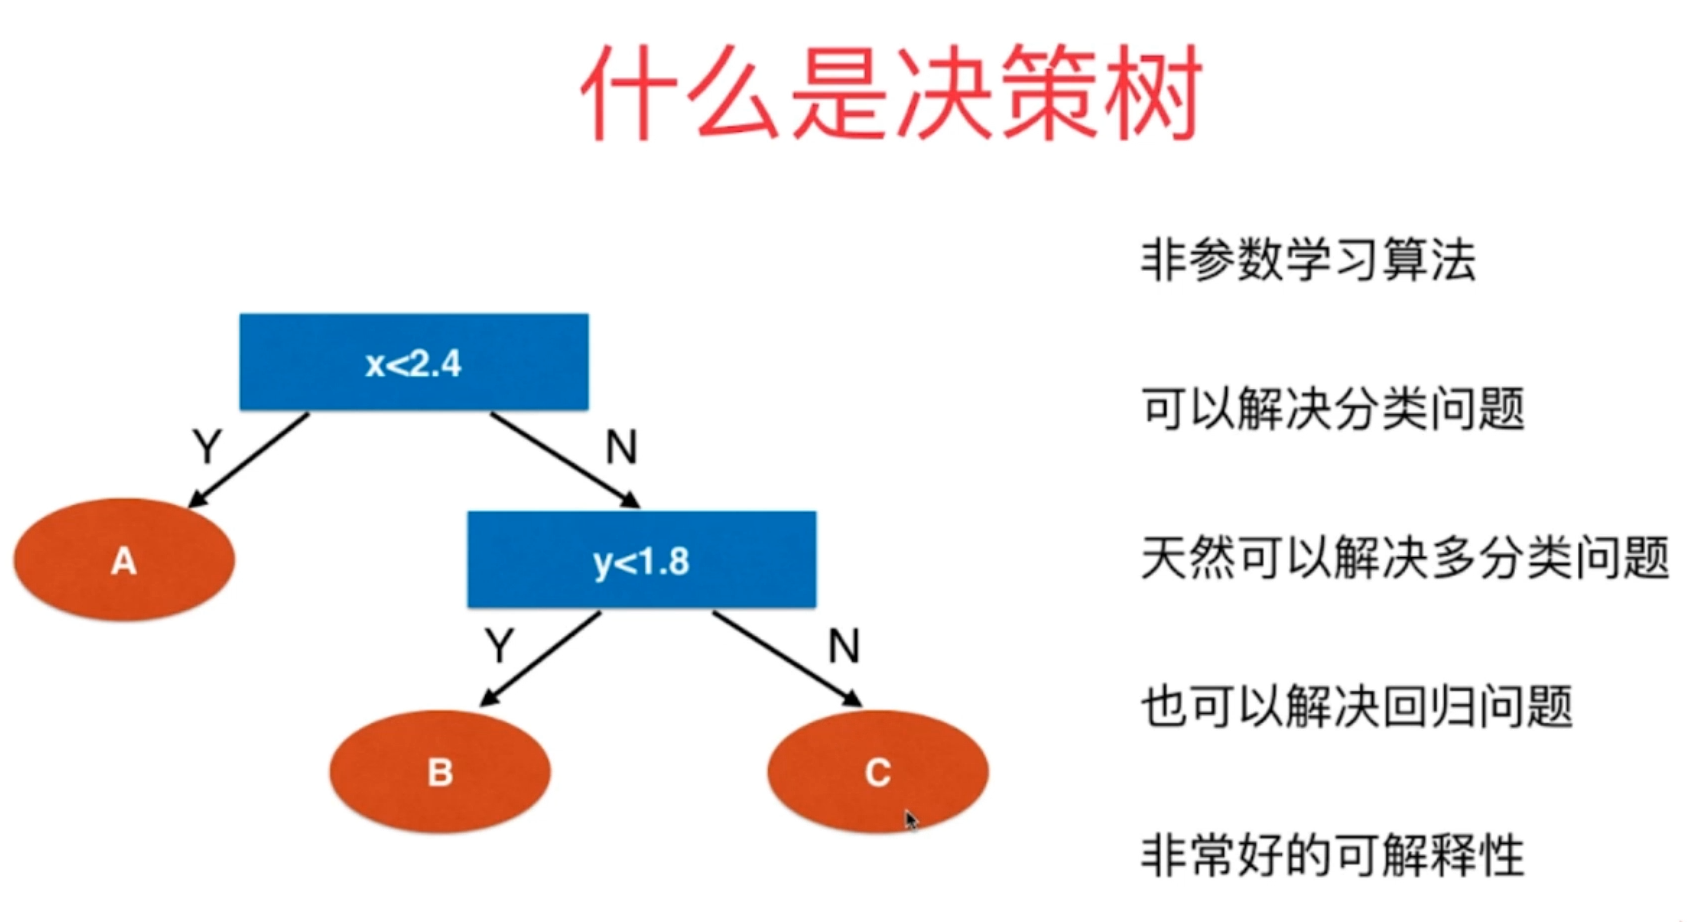 什么是决策树
x<2.4
Y
N
A
y<1.8
Y
N
B
C
非参数学习算法
可以解决分类问题
天然可以解决多分类问题
也可以解决回归问题
非常好的可解释性